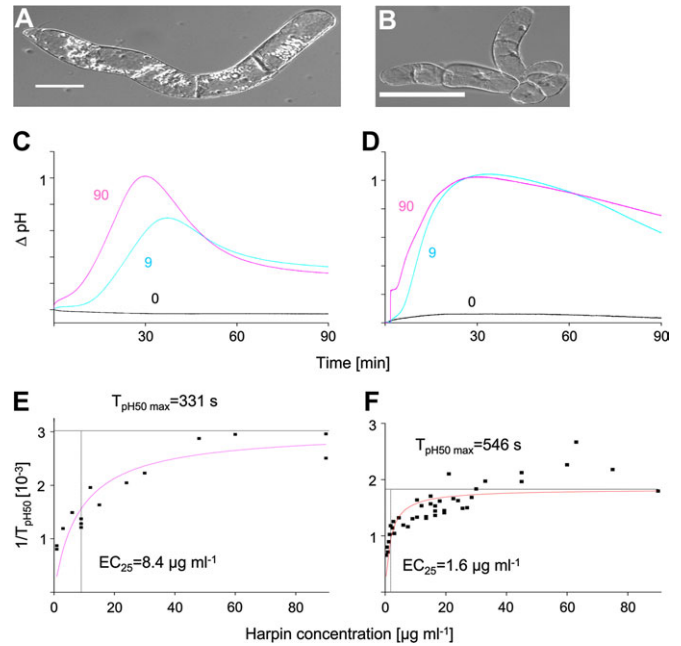 A
B
C
D
1
90
9
0
Δ pH
0
30
60
90
1
90
9
0
0
30
60
90
Time [min]
E
F
TpH50 max=331 s
TpH50 max=546 s
1/TpH50 [10-3]
3
2
1
EC25=8.4 µg ml-1
0
20
40
60
80
3
2
1
EC25=1.6 µg ml-1
0
20
40
60
80
Harpin concentration [µg ml-1]